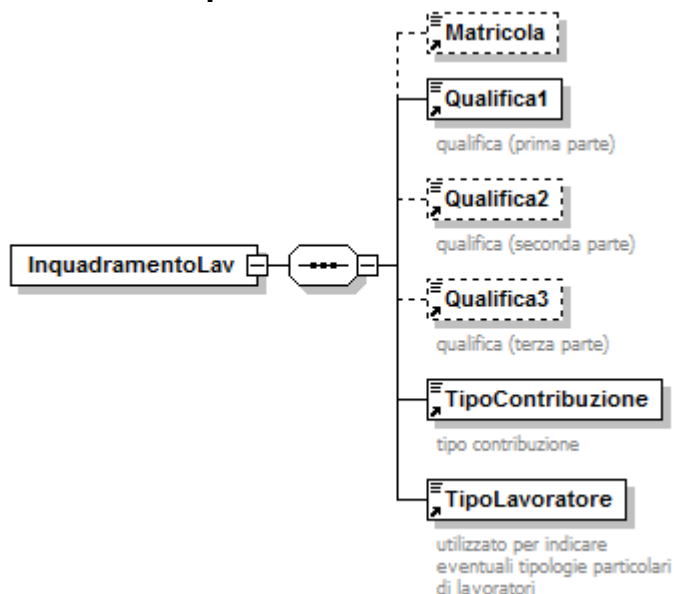 Matricola
Qualifica1
qualifica (prima parte)
Qualifica2
qualifica (seconda parte)
InquadramentoLav
Qualifica3
qualifica (terza parte)
TipoContribuzione
tipo contribuzione
TipoLavoratore
utilizzato per indicare
eventuali tipologie particolari
di lavoratori